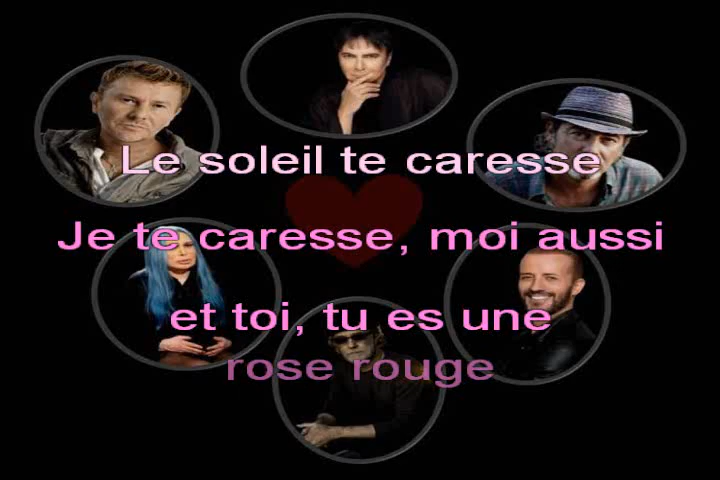 Le soleil te caresse
Je te caresse, moi aussi
et toi, tu es une
rose rouge